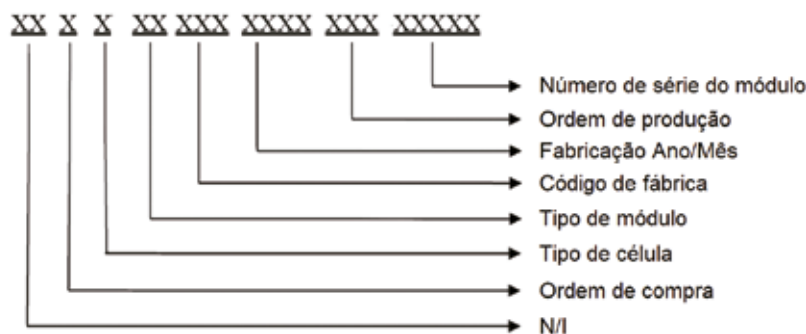 XX X X XX XXX XXXX XXX XXXXX
Número de série do módulo
Ordem de produção
Fabricação Ano/Mês
Código de fábrica
Tipo de módulo
Tipo de célula
Ordem de compra
N/I